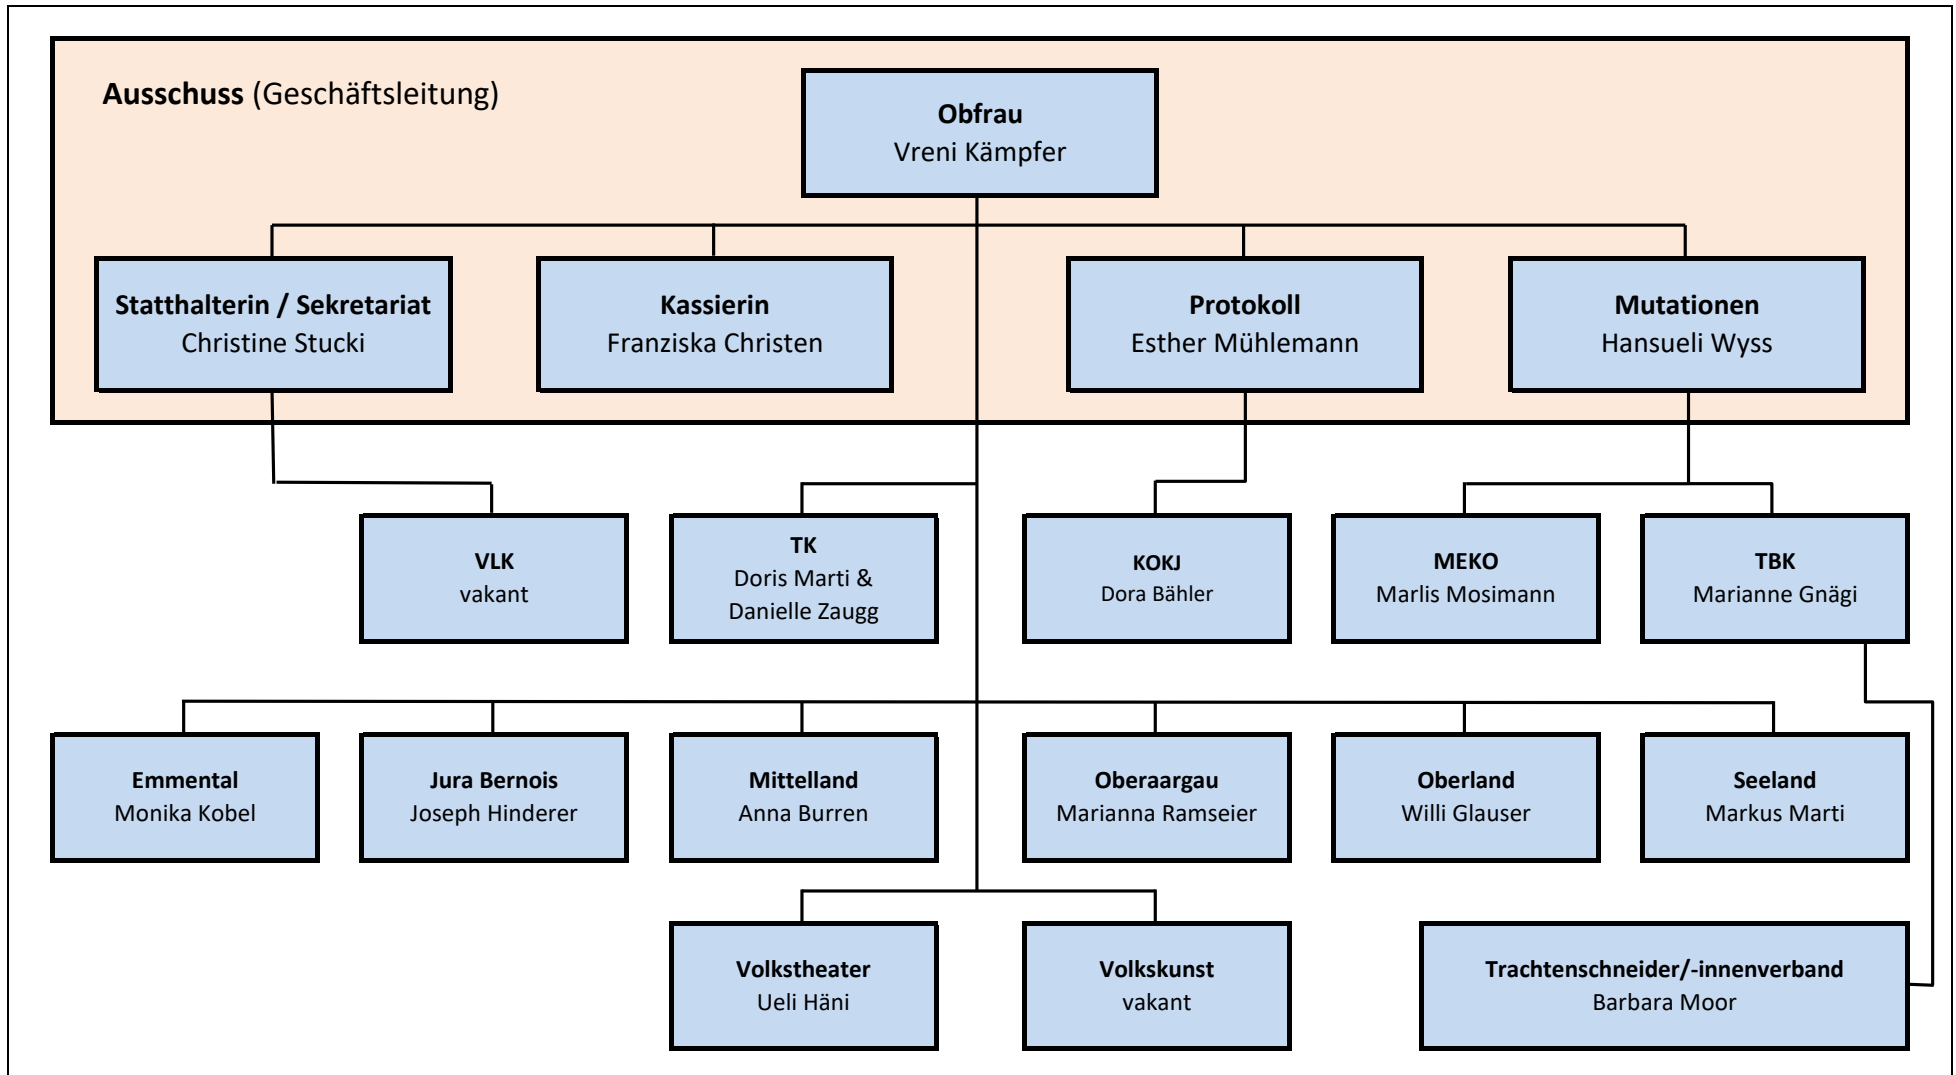 Ausschuss (Geschäftsleitung)
Obfrau
Vreni Kämpfer
Statthalterin / Sekretariat
Christine Stucki
Kassierin
Franziska Christen
Protokoll
Esther Mühlemann
Mutationen
Hansueli Wyss
VLK
vakant
TK
Doris Marti &
Danielle Zaugg
KOKJ
Dora Bähler
MEKO
Marlis Mosimann
TBK
Marianne Gnägi
Emmental
Monika Kobel
Jura Bernois
Joseph Hinderer
Mittelland
Anna Burren
Oberaargau
Marianna Ramseier
Oberland
Willi Glauser
Seeland
Markus Marti
Volkstheater
Ueli Häni
Volkskunst
vakant
Trachtenschneider/-innenverband
Barbara Moor